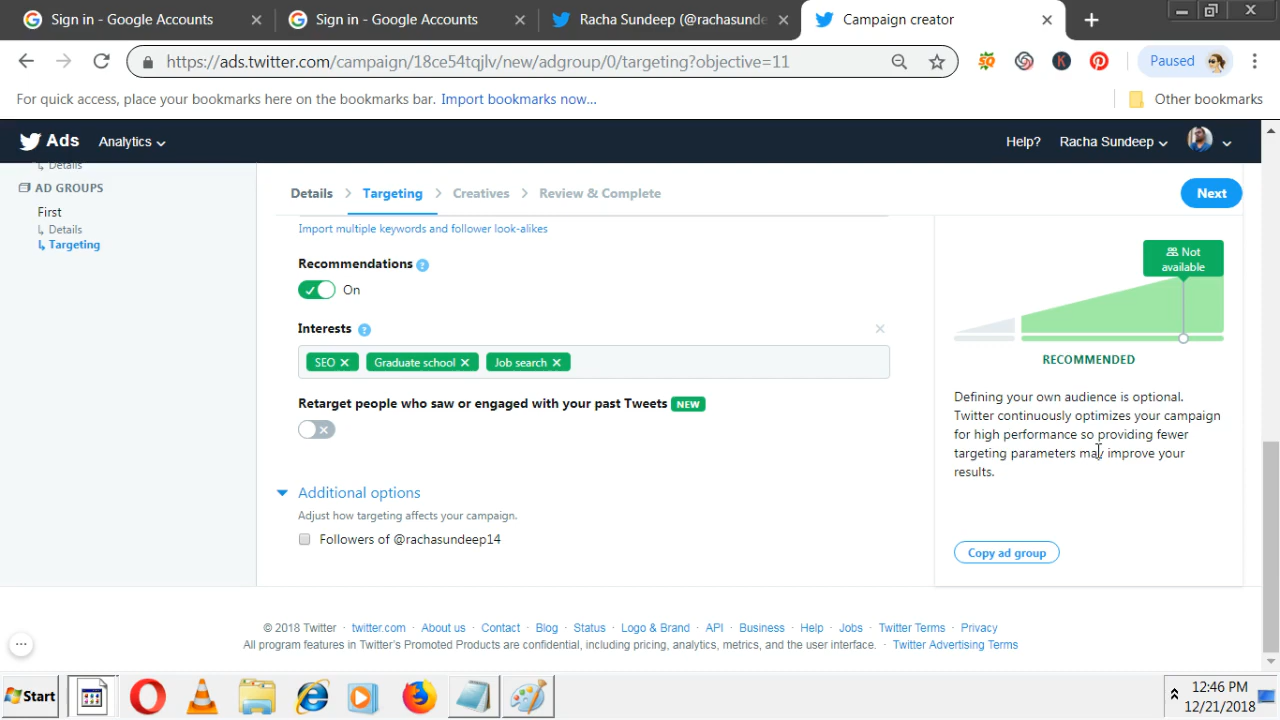 Sign in - Google Accounts
Sign in - Google Accounts
Racha Sundeep (@rachasunde
Campaign creator
https://ads.twitter.com/campaign/18ce54tqjlv/new/adgroup/0/targeting?objective=11
Paused
For quick access, place your bookmarks here on the bookmarks bar. Import bookmarks now...
Other bookmarks
Ads
Analytics
Help?
Racha Sundeep
Details
AD GROUPS
First
Details
Targeting
Details
Targeting
Creatives
Review & Complete
Next
Import multiple keywords and follower look-alikes
Recommendations ?
On
Interests ?
SEO
Graduate school
Job search
Retarget people who saw or engaged with your past Tweets NEW
Additional options
Adjust how targeting affects your campaign.
Followers of @rachasundeep14
Not
available
RECOMMENDED
Defining your own audience is optional.
Twitter continuously optimizes your campaign
for high performance so providing fewer
targeting parameters may improve your
results.
Copy ad group
© 2018 Twitter · twitter.com · About us · Contact · Blog · Status · Logo & Brand · API · Business · Help · Jobs · Twitter Terms · Privacy
All program features in Twitter's Promoted Products are confidential, including pricing, analytics, metrics, and the user interface. · Twitter Advertising Terms
Start
12:46 PM
12/21/2018